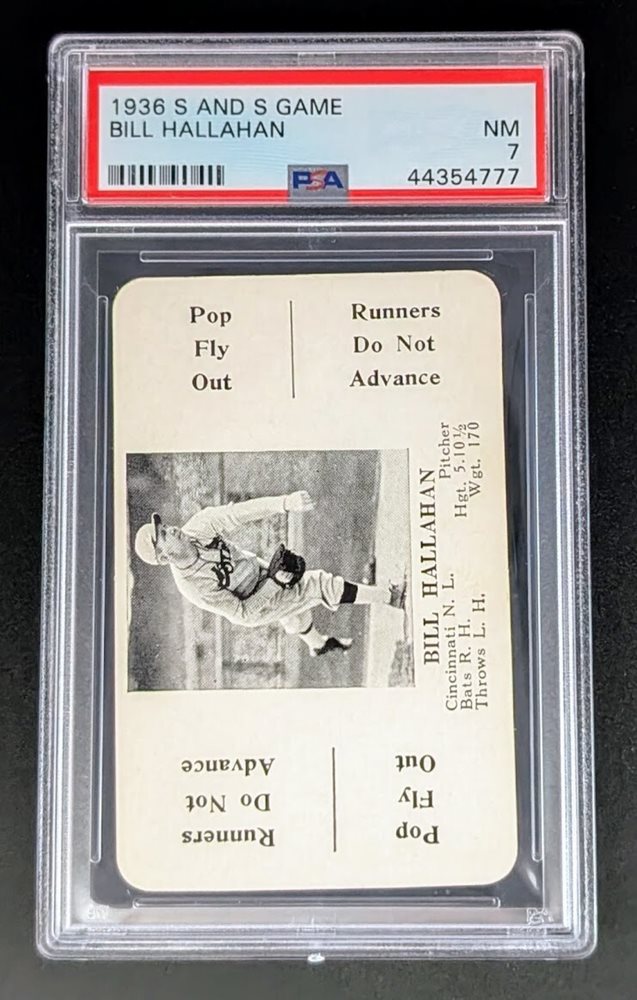 1936 S AND S GAME
BILL HALLAHAN NM
7
PSA 44354777
Pop Runners
Fly Do Not
Out Advance
BILL HALLAHAN
Cincinnati N. L. Pitcher
Bats R. H. Hgt. 5.10½
Throws L. H. Wgt. 170
Pop Runners
Fly Do Not
Out Advance